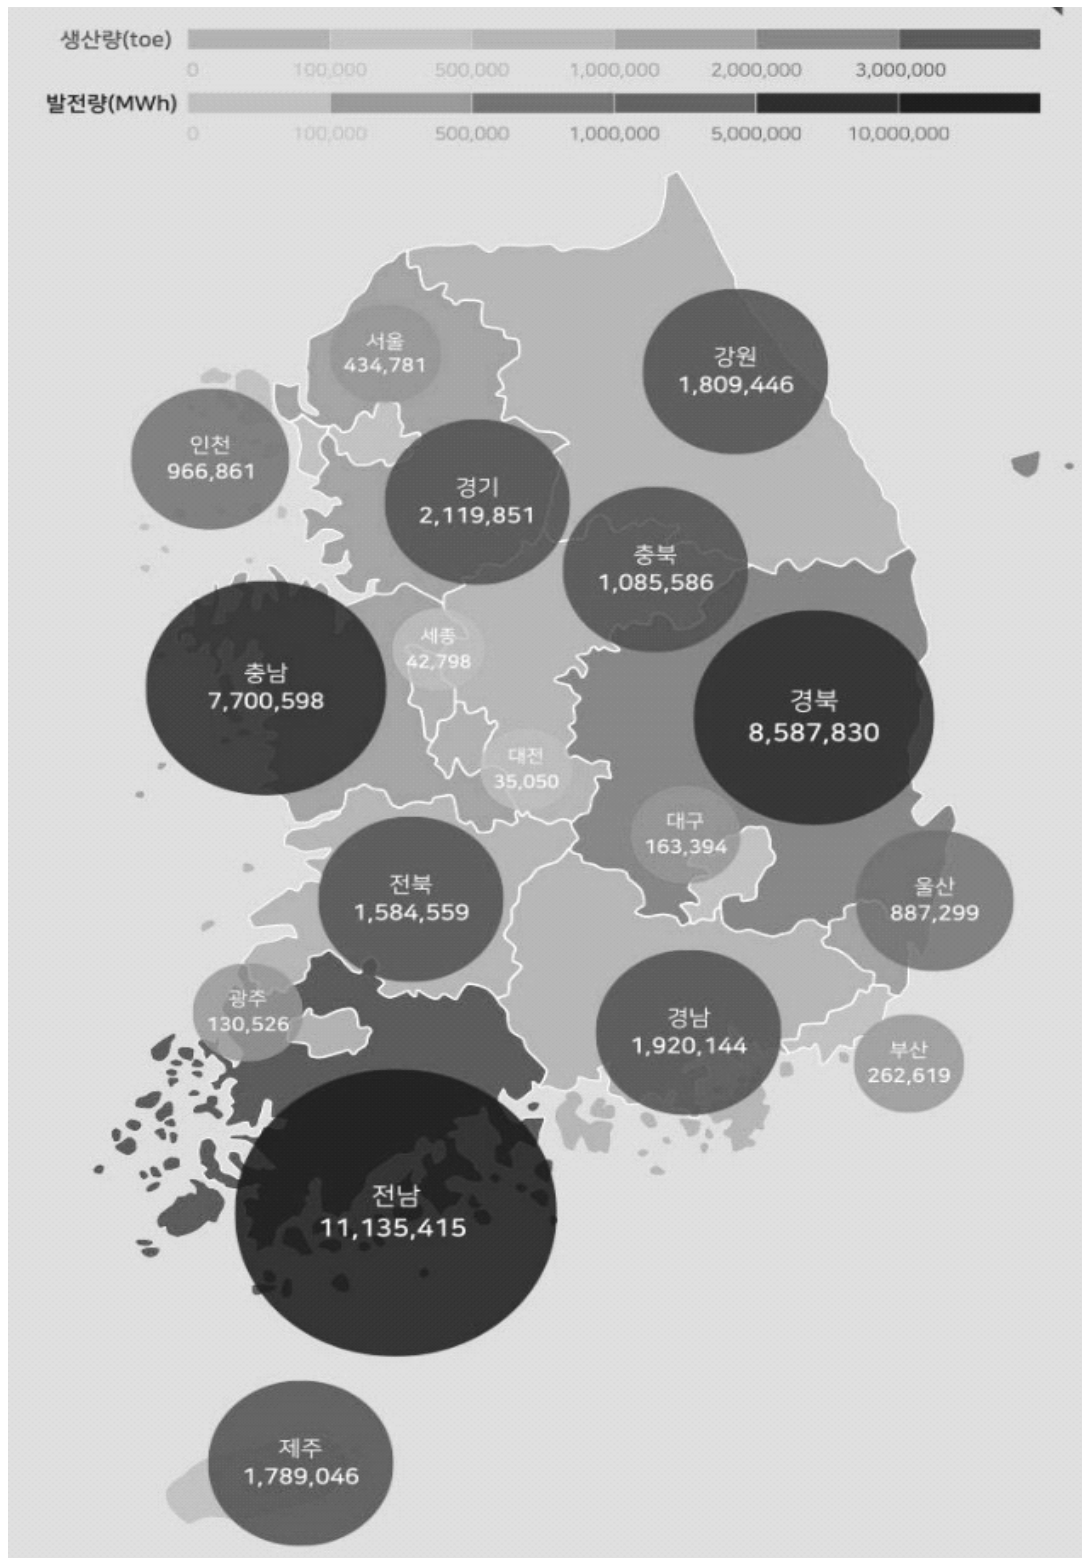 생산량(toe)
0 100,000 500,000 1,000,000 2,000,000 3,000,000
발전량(MWh)
0 100,000 500,000 1,000,000 5,000,000 10,000,000
서울
434,781
강원
1,809,446
인천
966,861
경기
2,119,851
충북
1,085,586
세종
42,798
충남
7,700,598
경북
8,587,830
대전
35,050
대구
163,394
전북
1,584,559
울산
887,299
광주
130,526
경남
1,920,144
부산
262,619
전남
11,135,415
제주
1,789,046